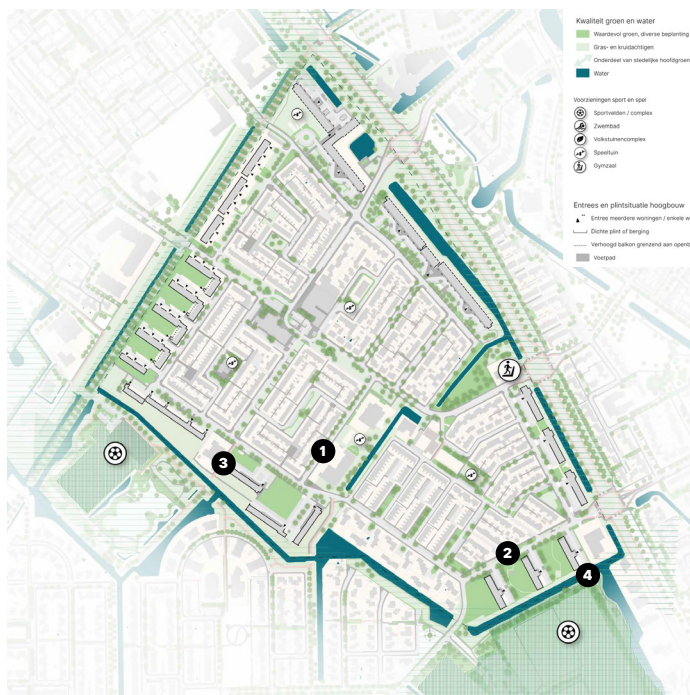 Kwaliteit groen en water
Waardevol groen, diverse beplanting
Gras- en kruidachtigen
Onderdeel van stedelijke hoofdgroen
Water
Voorzieningen sport en spel
Sportvelden / complex
Zwembad
Volkstuinencomplex
Speeltuin
Gymzaal
Entrees en plintsituatie hoogbouw
Entree meerdere woningen / enkele w
Dichte plint of berging
Verhoogd balkon grenzend aan openb
Voetpad
1
3
2
4